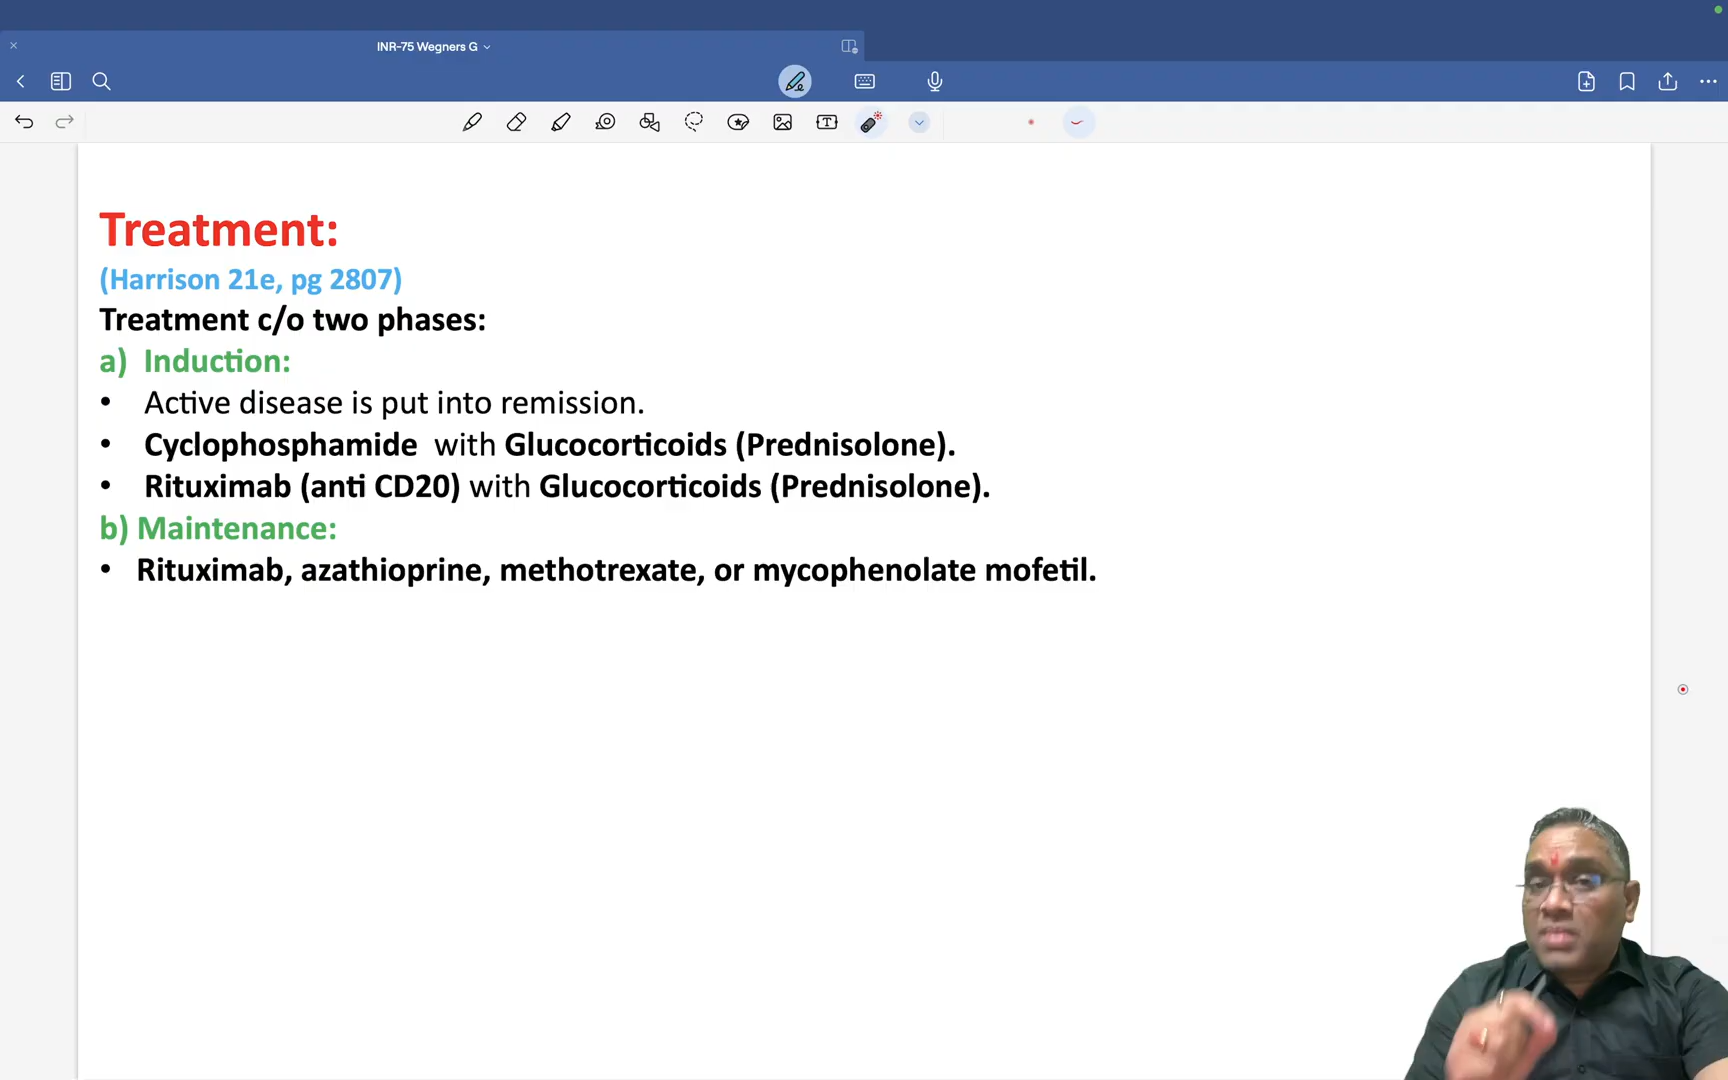 INR-75 Wegners G
Treatment:
(Harrison 21e, pg 2807)
Treatment c/o two phases:
a) Induction:
• Active disease is put into remission.
• Cyclophosphamide with Glucocorticoids (Prednisolone).
• Rituximab (anti CD20) with Glucocorticoids (Prednisolone).
b) Maintenance:
• Rituximab, azathioprine, methotrexate, or mycophenolate mofetil.